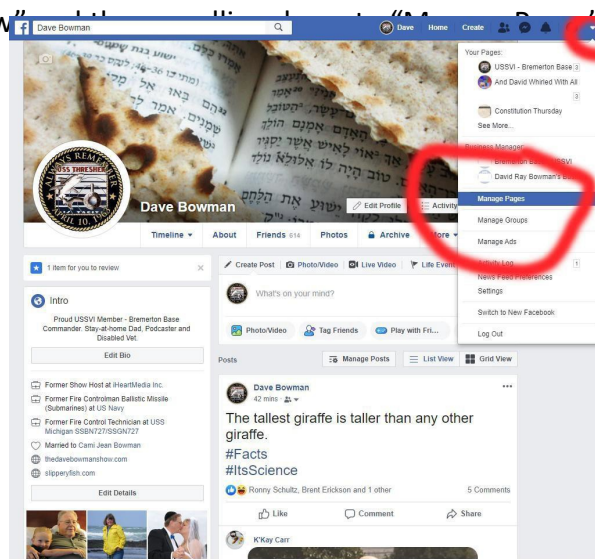 Dave Bowman
Dave Home Create
Your Pages:
USSVI - Bremerton Base 3
And David Whirled With All
3
Constitution Thursday
See More...
Business Manager
David Ray Bowman's
Manage Pages
Manage Groups
Manage Ads
Activity Log 1
News Feed Preferences
Settings
Switch to New Facebook
Log Out
ALWAYS REMEMBER
USS THRESHER
APRIL 10, 1963
Dave Bowman
Edit Profile
Activity
Timeline About Friends 614 Photos Archive More
1 item for you to review
Intro
Proud USSVI Member - Bremerton Base
Commander. Stay-at-home Dad, Podcaster and
Disabled Vet.
Edit Bio
Former Show Host at iHeartMedia Inc.
Former Fire Controlman Ballistic Missile
(Submarines) at US Navy
Former Fire Control Technician at USS
Michigan SSBN727/SSGN727
Married to Cami Jean Bowman
thedavebowmanshow.com
slipperyfish.com
Edit Details
Create Post Photo/Video Live Video Life Event
What's on your mind?
Photo/Video Tag Friends Play with Fri...
Posts Manage Posts List View Grid View
Dave Bowman
42 mins
The tallest giraffe is taller than any other
giraffe.
#Facts
#ItsScience
Ronny Schultz, Brent Erickson and 1 other 5 Comments
Like Comment Share
K'Kay Carr